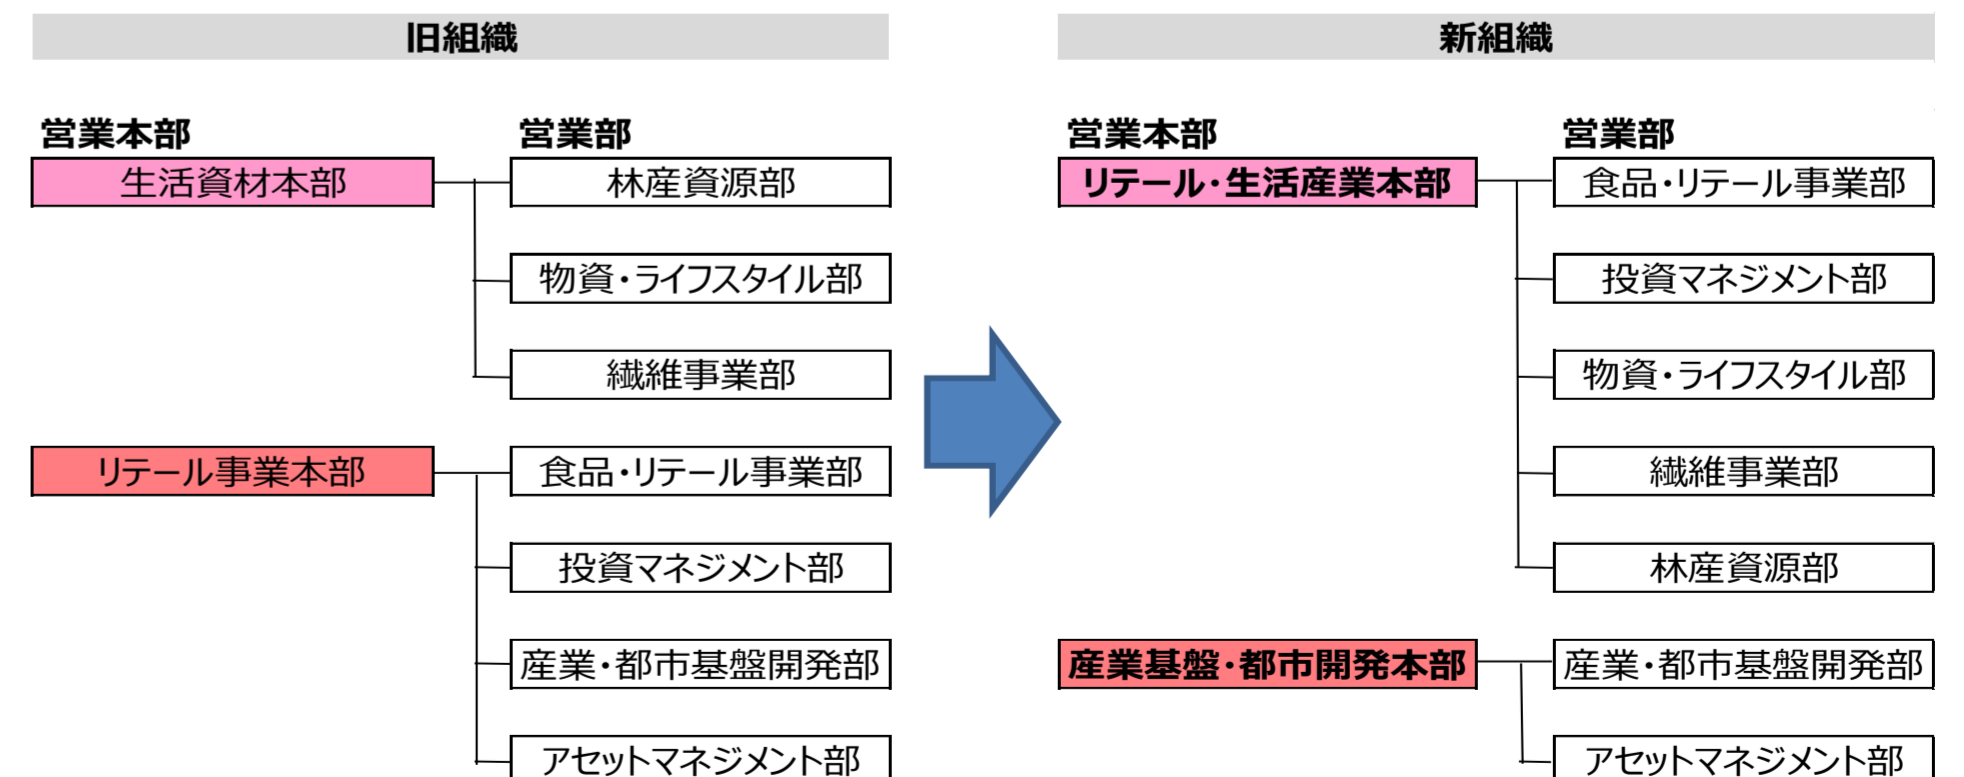 旧組織
新組織
営業本部
営業部
営業本部
営業部
生活資材本部
林産資源部
リテール・生活産業本部
食品・リテール事業部
物資・ライフスタイル部
投資マネジメント部
繊維事業部
物資・ライフスタイル部
リテール事業本部
食品・リテール事業部
繊維事業部
投資マネジメント部
林産資源部
産業・都市基盤開発部
産業基盤・都市開発本部
産業・都市基盤開発部
アセットマネジメント部
アセットマネジメント部